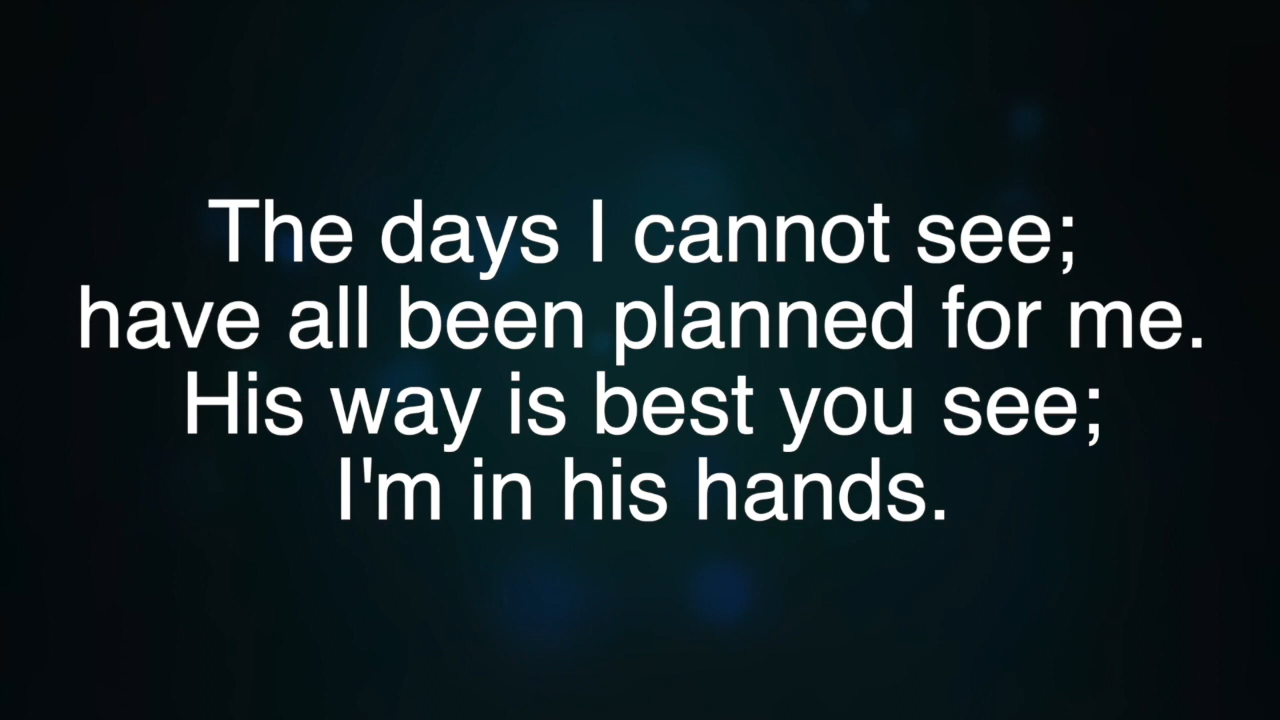 The days I cannot see;
have all been planned for me.
His way is best you see;
I'm in his hands.